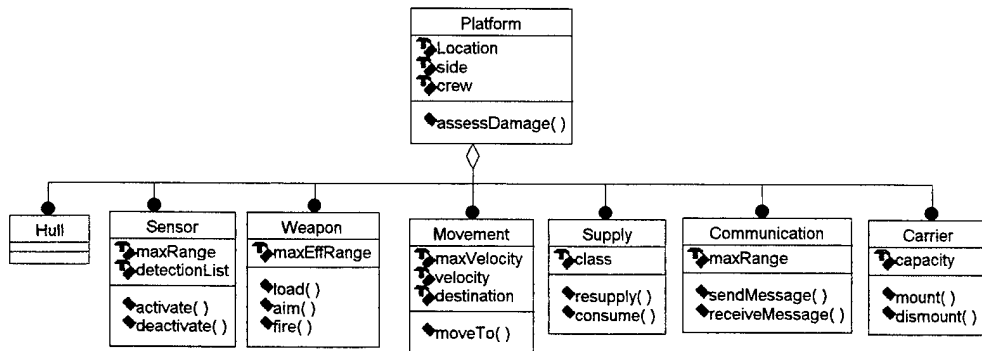 Platform
Location
side
crew
assessDamage( )
Hull
Sensor
maxRange
detectionList
activate( )
deactivate( )
Weapon
maxEffRange
load( )
aim( )
fire( )
Movement
maxVelocity
velocity
destination
moveTo( )
Supply
class
resupply( )
consume( )
Communication
maxRange
sendMessage( )
receiveMessage( )
Carrier
capacity
mount( )
dismount( )